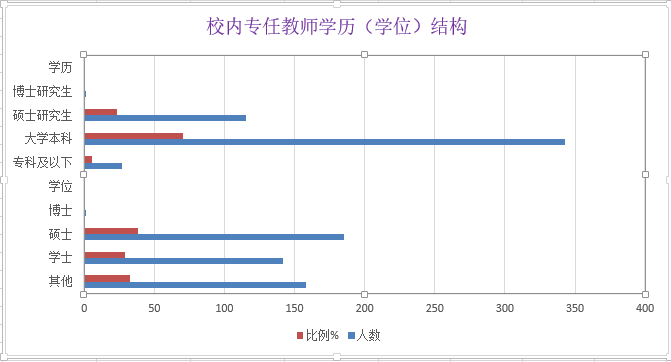 校内专任教师学历（学位）结构
学历
博士研究生
硕士研究生
大学本科
专科及以下
学位
博士
硕士
学士
其他
0 50 100 150 200 250 300 350 400
比例% 人数